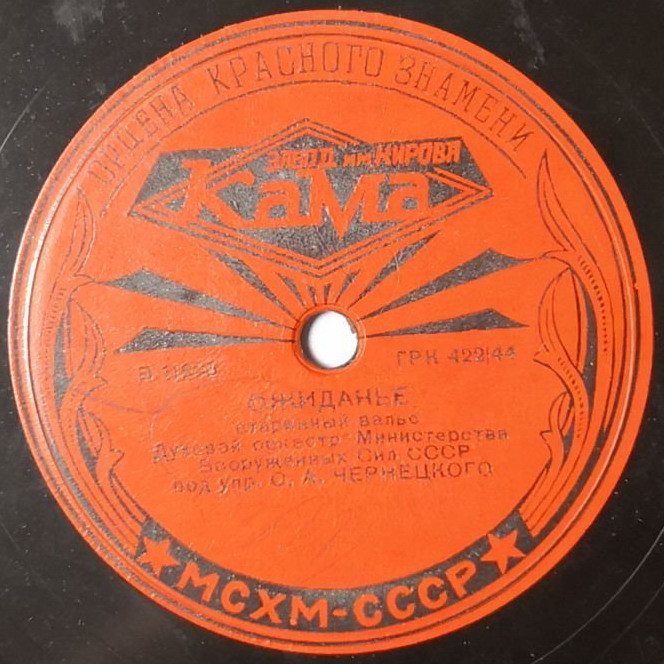 ОРДЕНА КРАСНОГО ЗНАМЕНИ
ЗАВОД им. КИРОВА
КаМа
ГРК 422/44
ОЖИДАНЬЕ
старинный вальс
Духовой оркестр Министерства
Вооруженных Сил СССР
под упр. С. А. ЧЕРНЕЦКОГО
МСХМ-СССР